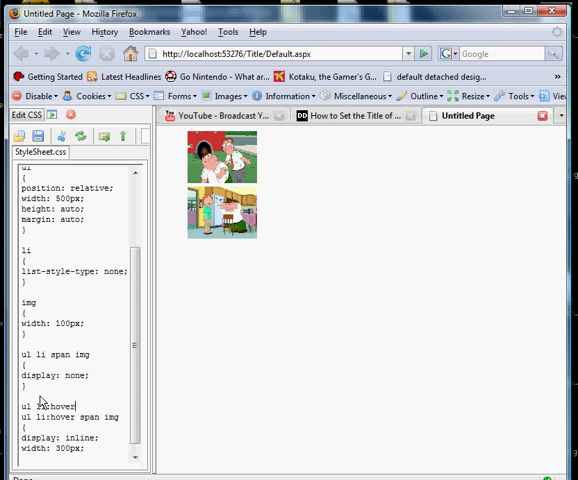 Untitled Page - Mozilla Firefox
File Edit View History Bookmarks Yahoo! Tools Help
http://localhost:53276/Title/Default.aspx
Google
Getting Started Latest Headlines Go Nintendo - What ar... Kotaku, the Gamer's G... default detached desig...
Disable Cookies CSS Forms Images Information Miscellaneous Outline Resize Tools Vie
Edit CSS
YouTube - Broadcast Y... How to Set the Title of ... Untitled Page
StyleSheet.css
ul
{
position: relative;
width: 500px;
height: auto;
margin: auto;
}
li
{
list-style-type: none;
}
img
{
width: 100px;
}
ul li span img
{
display: none;
}
ul li:hover
ul li:hover span img
{
display: inline;
width: 300px;